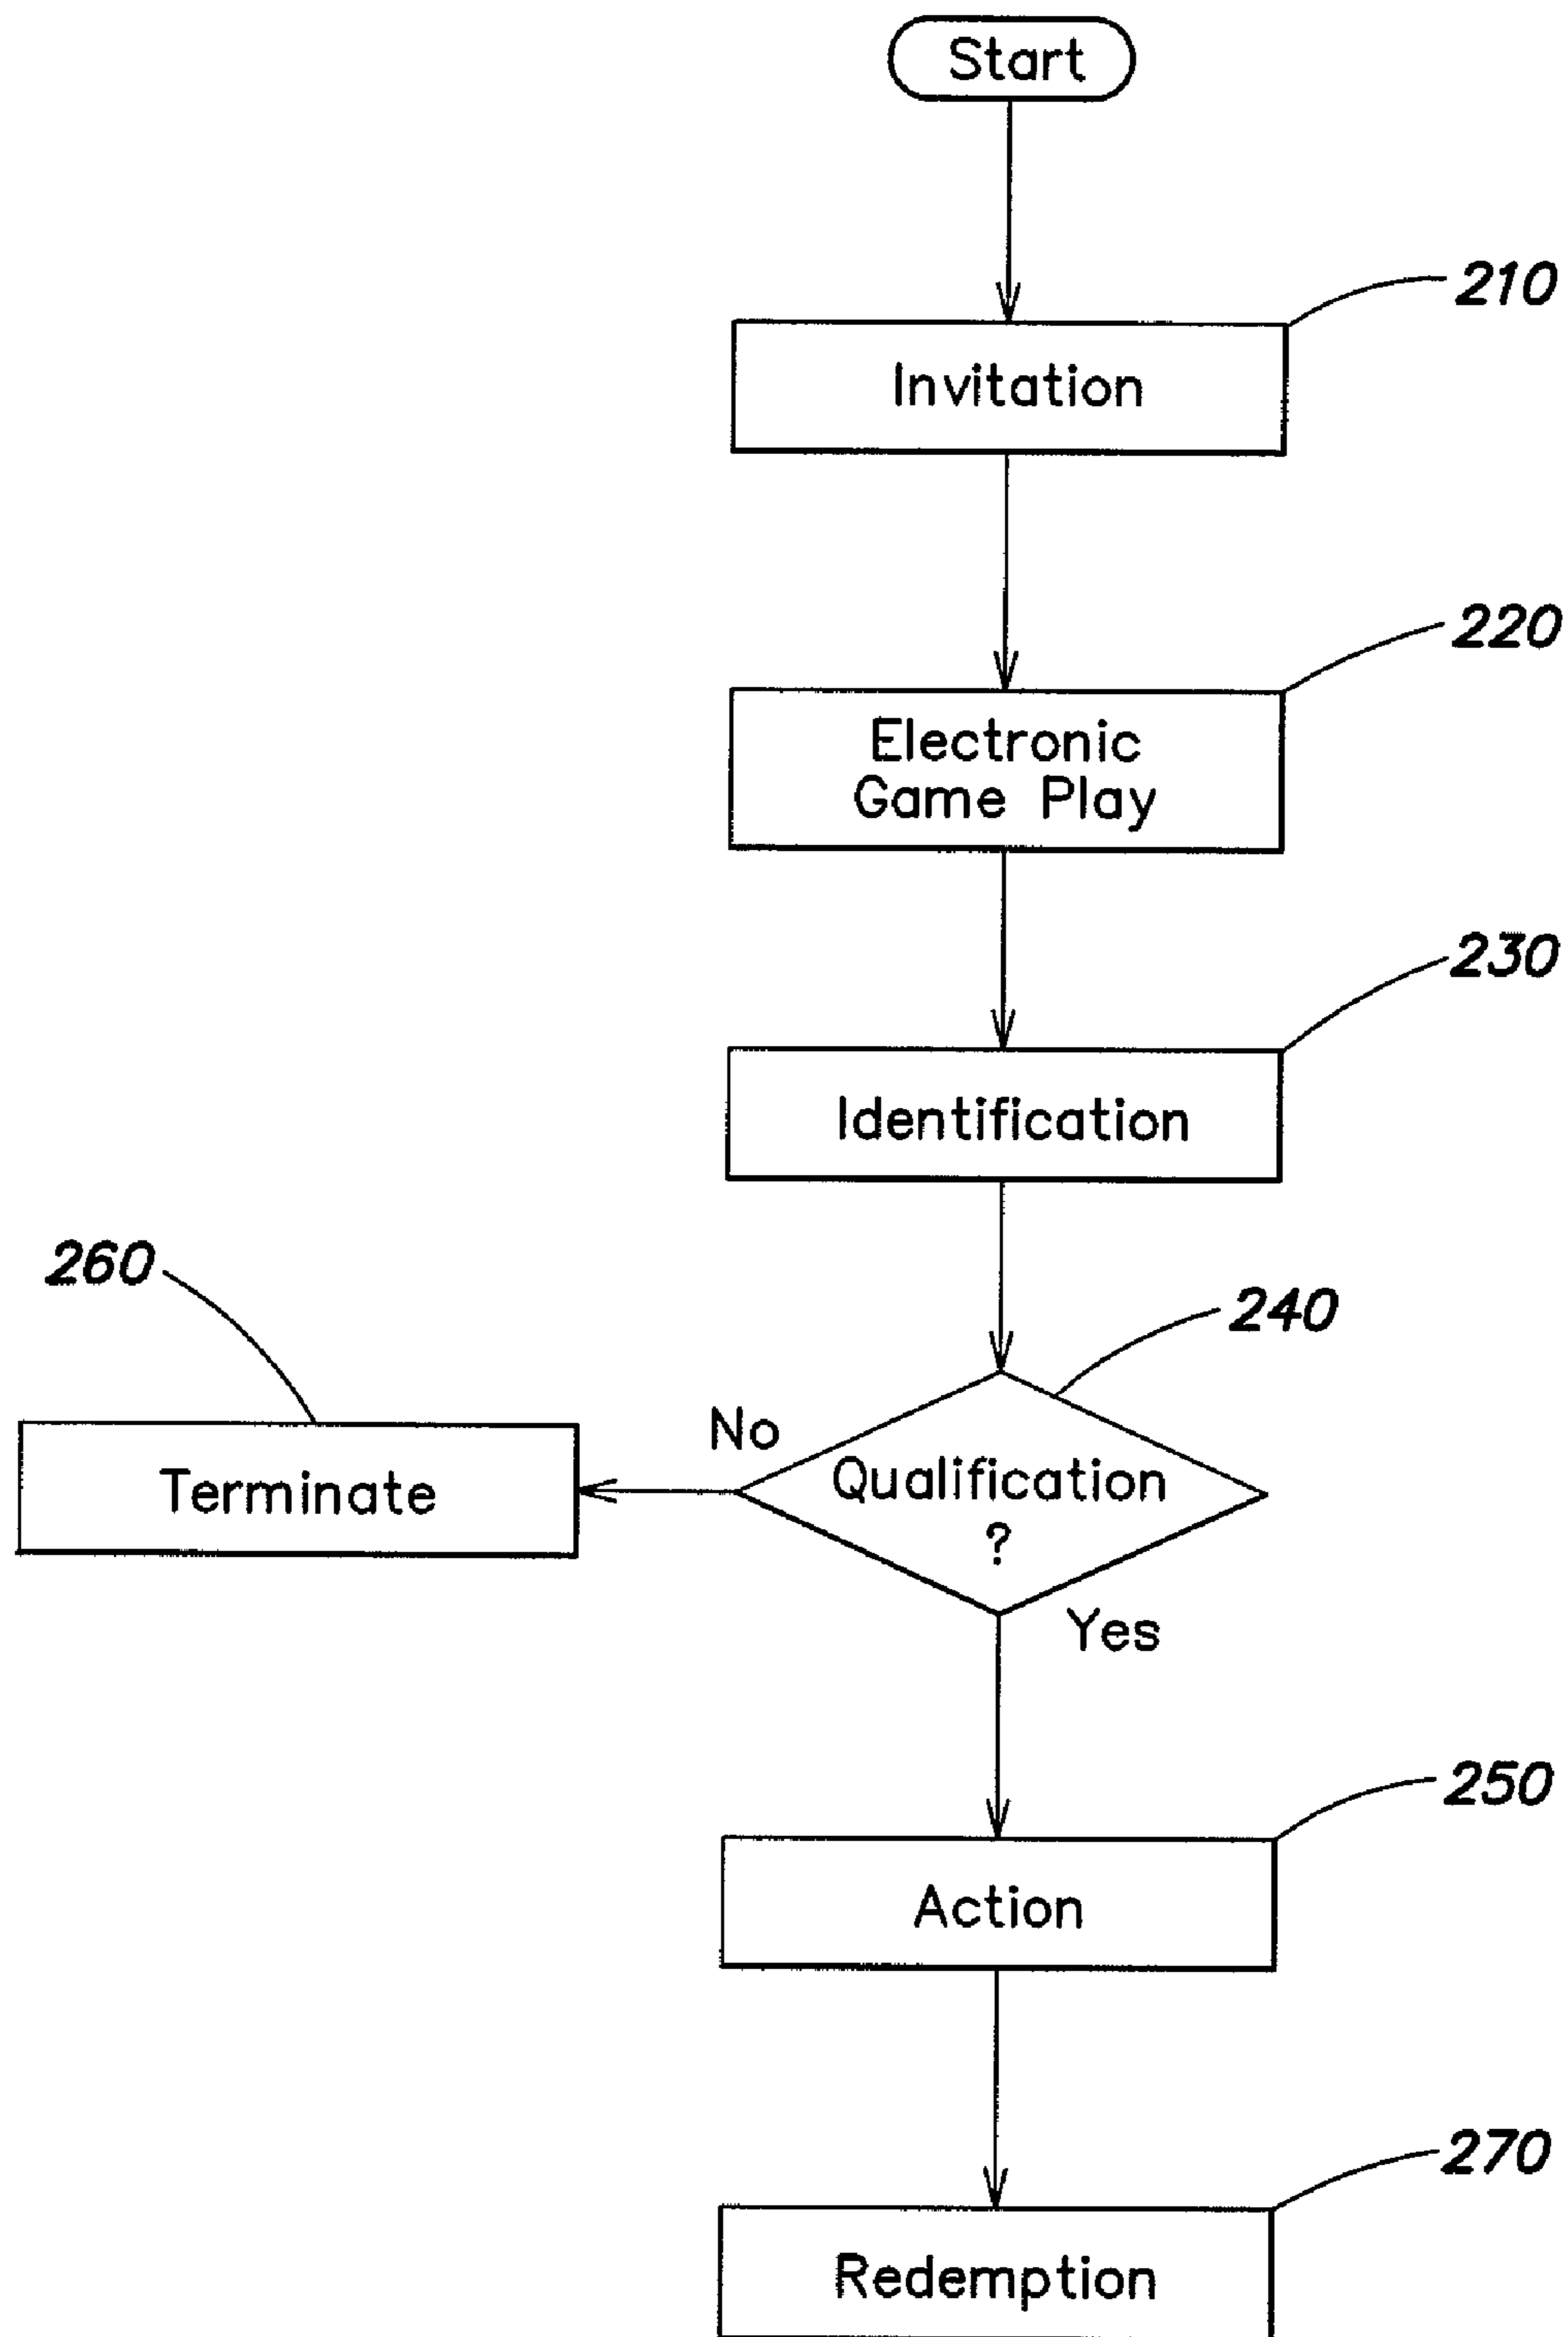 Start
210
Invitation
220
Electronic
Game Play
230
Identification
260
240
No
Qualification
?
Terminate
Yes
250
Action
270
Redemption